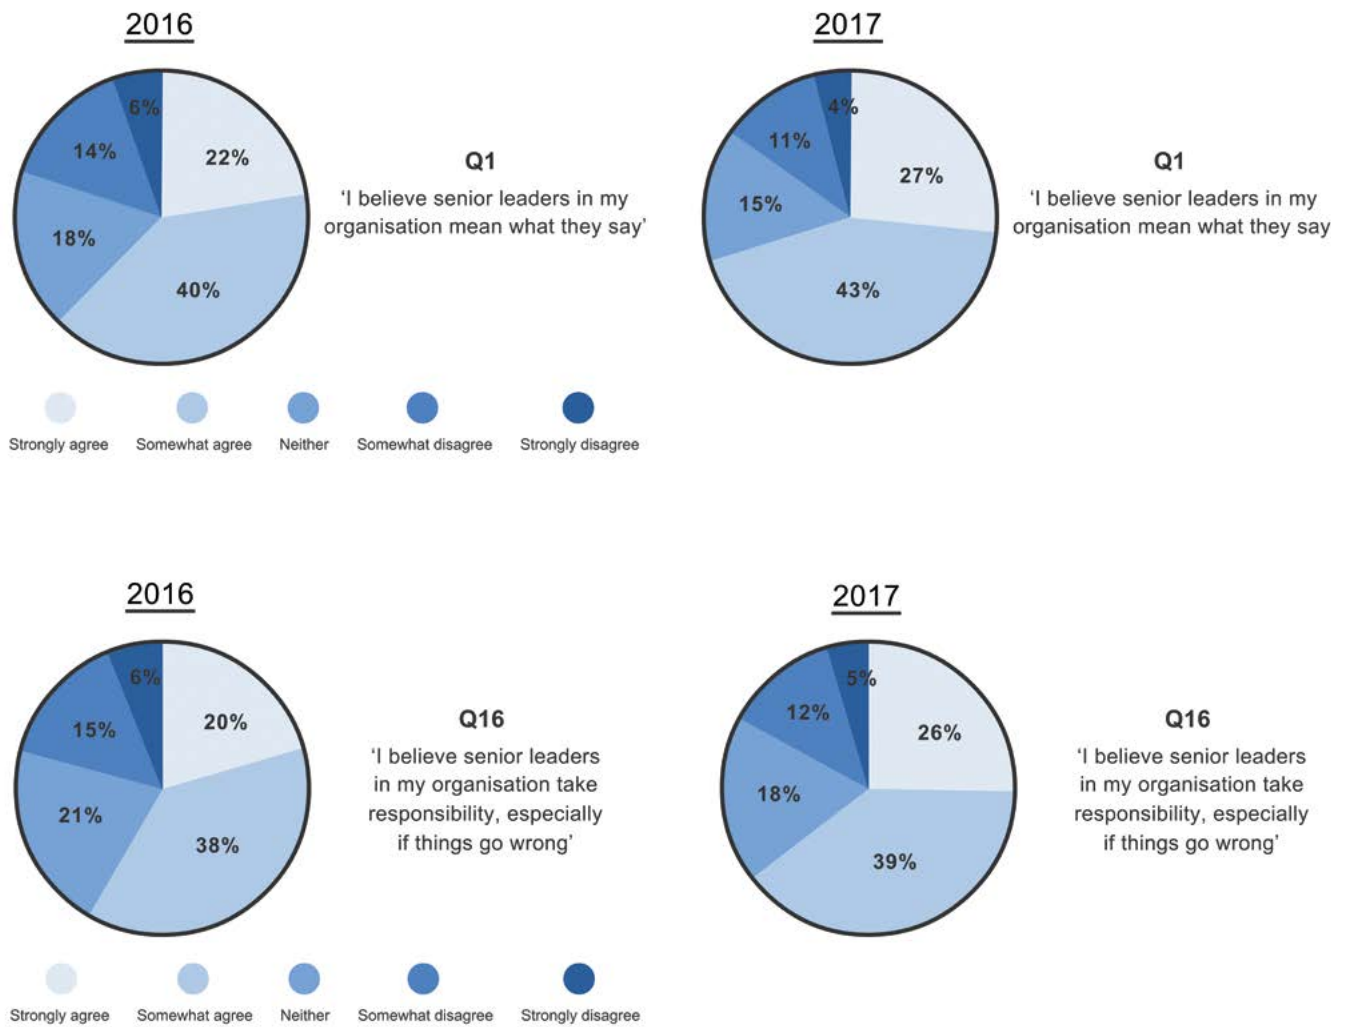 2016
6%
14%
22%
18%
40%
Q1
‘I believe senior leaders in my
organisation mean what they say’
2017
4%
11%
27%
15%
43%
Q1
‘I believe senior leaders in my
organisation mean what they say
Strongly agree
Somewhat agree
Neither
Somewhat disagree
Strongly disagree
2016
6%
15%
20%
21%
38%
Q16
‘I believe senior leaders
in my organisation take
responsibility, especially
if things go wrong’
2017
5%
12%
26%
18%
39%
Q16
‘I believe senior leaders
in my organisation take
responsibility, especially
if things go wrong’
Strongly agree
Somewhat agree
Neither
Somewhat disagree
Strongly disagree